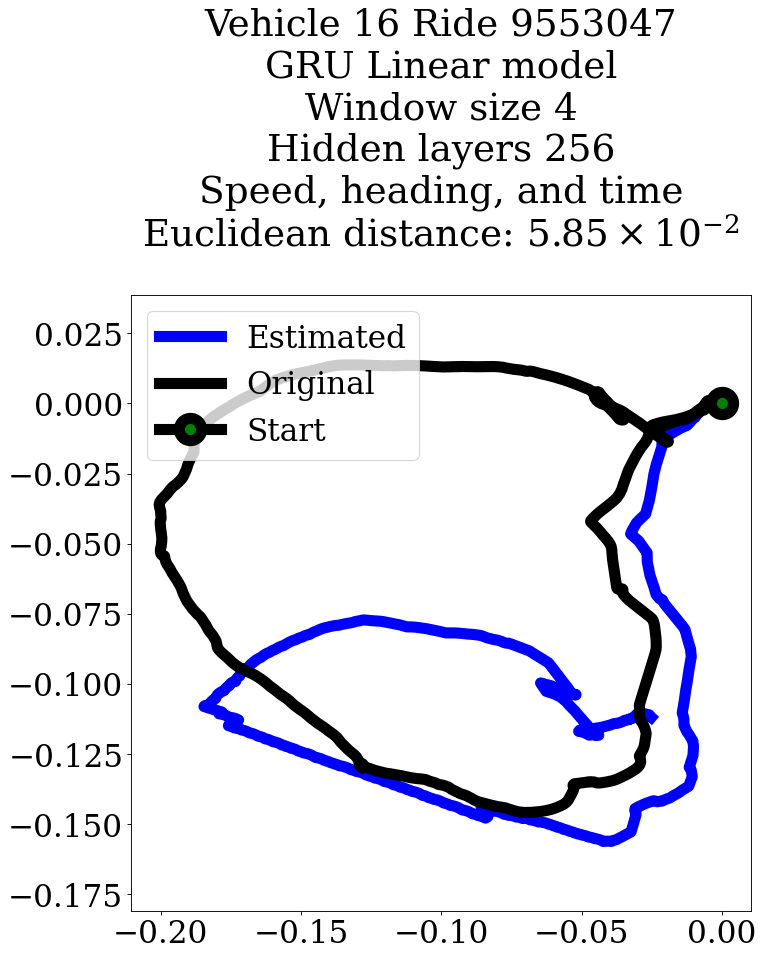 Vehicle 16 Ride 9553047
GRU Linear model
Window size 4
Hidden layers 256
Speed, heading, and time
Euclidean distance: 5.85 × 10⁻²
Estimated
Original
Start
0.025
0.000
−0.025
−0.050
−0.075
−0.100
−0.125
−0.150
−0.175
−0.20 −0.15 −0.10 −0.05 0.00